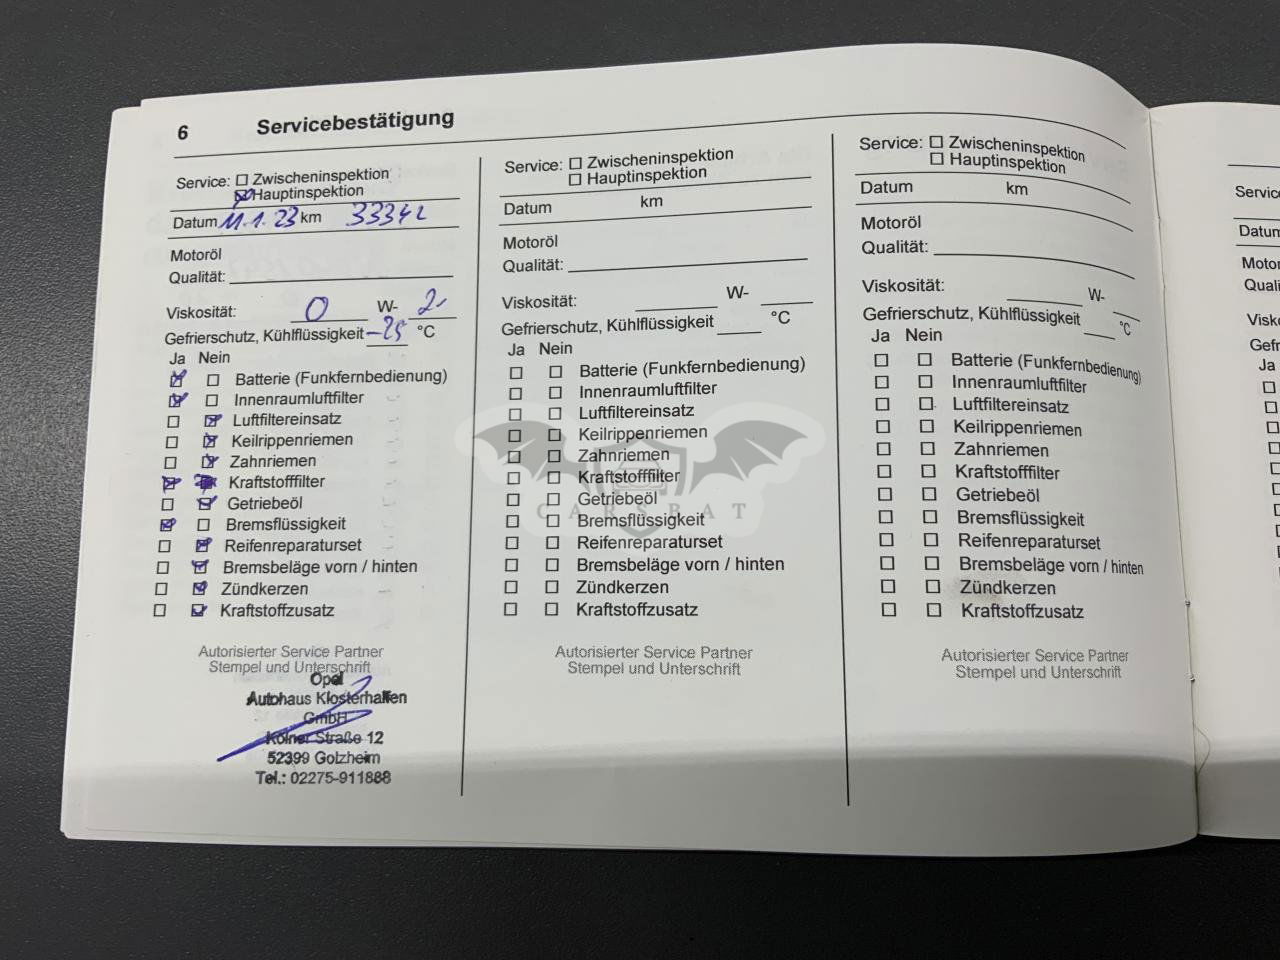 6 Servicebestätigung
Service: Zwischeninspektion
Hauptinspektion
Datum 11.1.23 km 33342
Motoröl
Qualität:
Viskosität: 0 W-
Gefrierschutz, Kühlflüssigkeit -25 °C
Ja Nein
Batterie (Funkfernbedienung)
Innenraumluftfilter
Luftfiltereinsatz
Keilrippenriemen
Zahnriemen
Kraftstofffilter
Getriebeöl
Bremsflüssigkeit
Reifenreparaturset
Bremsbeläge vorn / hinten
Zündkerzen
Kraftstoffzusatz
Autorisierter Service Partner
Stempel und Unterschrift
Opel
Autohaus Klosterhalfen
GmbH
Kölner Straße 12
52399 Golzheim
Tel.: 02275-911888
Service: Zwischeninspektion
Hauptinspektion
Datum km
Motoröl
Qualität:
Viskosität: W-
Gefrierschutz, Kühlflüssigkeit °C
Ja Nein
Batterie (Funkfernbedienung)
Innenraumluftfilter
Luftfiltereinsatz
Keilrippenriemen
Zahnriemen
Kraftstofffilter
Getriebeöl
CARSBAT
Bremsflüssigkeit
Reifenreparaturset
Bremsbeläge vorn / hinten
Zündkerzen
Kraftstoffzusatz
Autorisierter Service Partner
Stempel und Unterschrift
Service: Zwischeninspektion
Hauptinspektion
Datum km
Motoröl
Qualität:
Viskosität: W-
Gefrierschutz, Kühlflüssigkeit °C
Ja Nein
Batterie (Funkfernbedienung)
Innenraumluftfilter
Luftfiltereinsatz
Keilrippenriemen
Zahnriemen
Kraftstofffilter
Getriebeöl
Bremsflüssigkeit
Reifenreparaturset
Bremsbeläge vorn / hinten
Zündkerzen
Kraftstoffzusatz
Autorisierter Service Partner
Stempel und Unterschrift
Ja